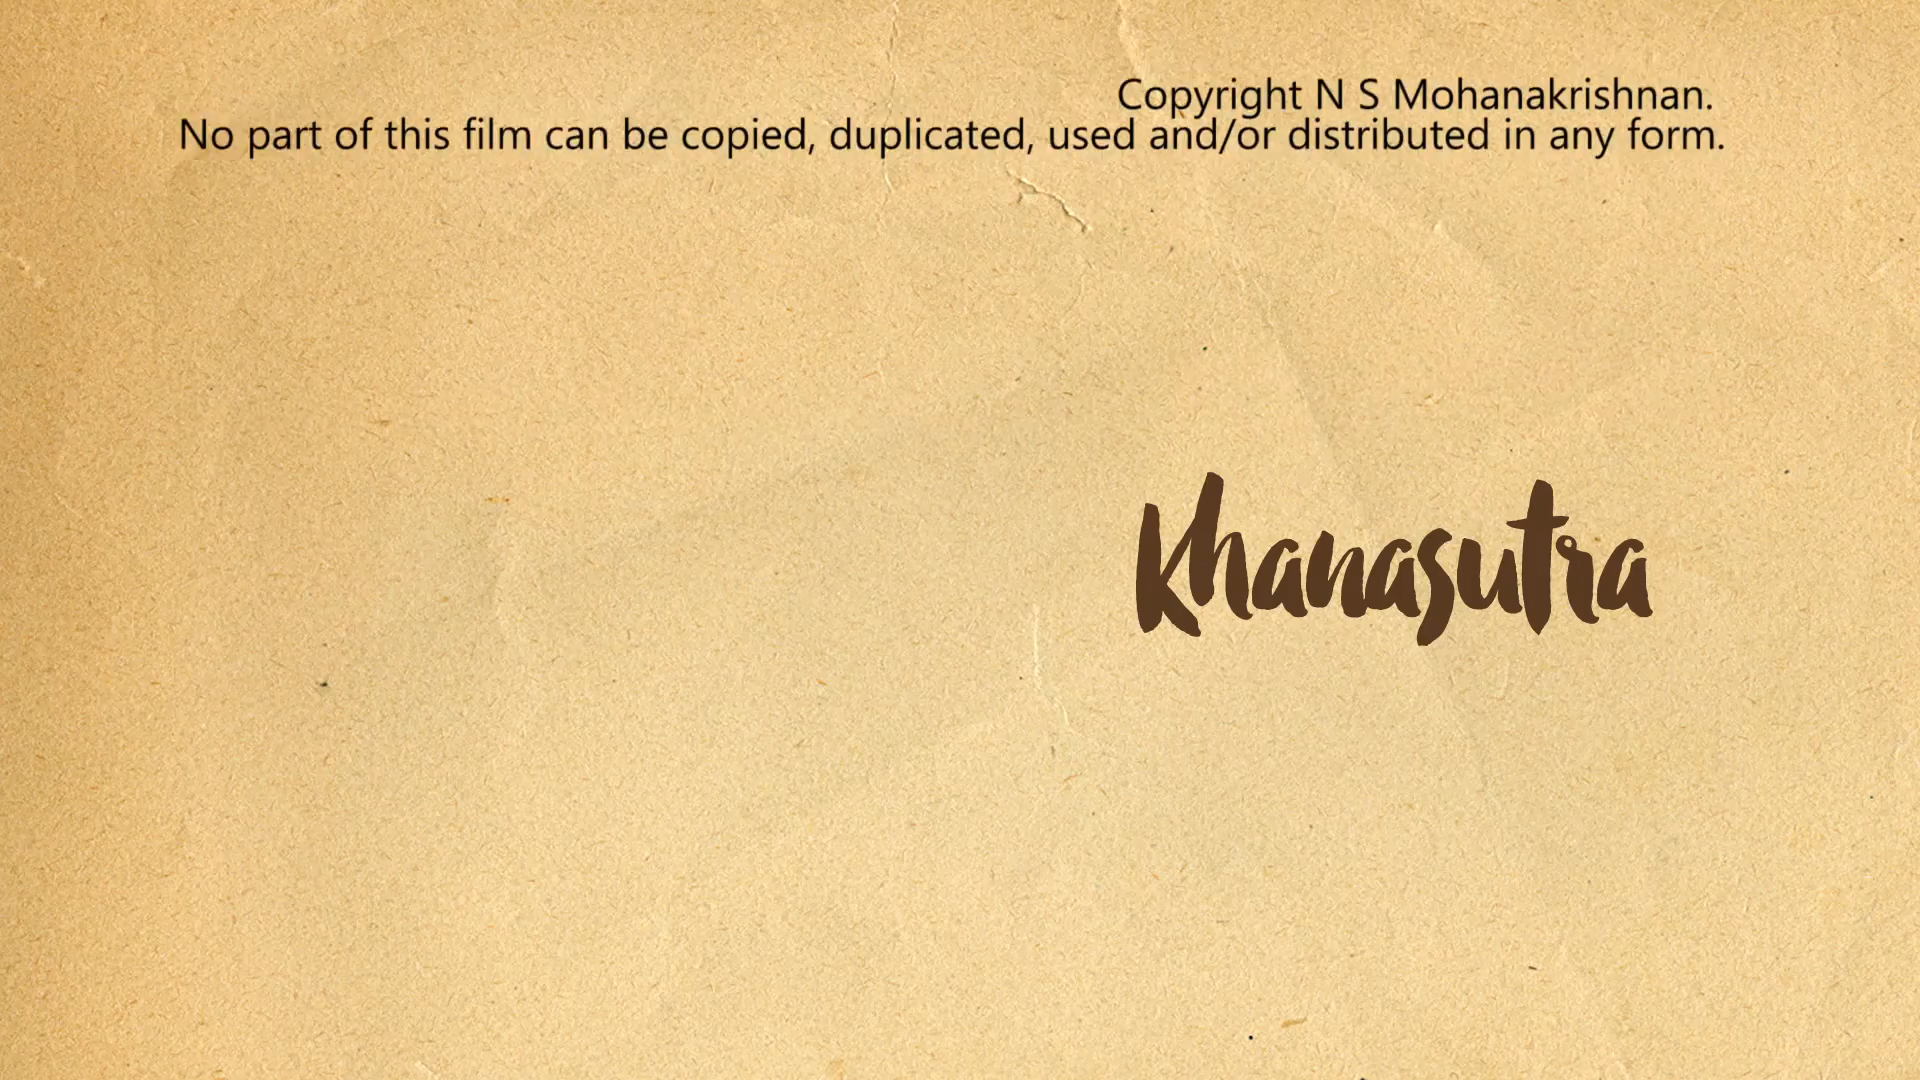 Copyright N S Mohanakrishnan.
No part of this film can be copied, duplicated, used and/or distributed in any form.
Khanasutra